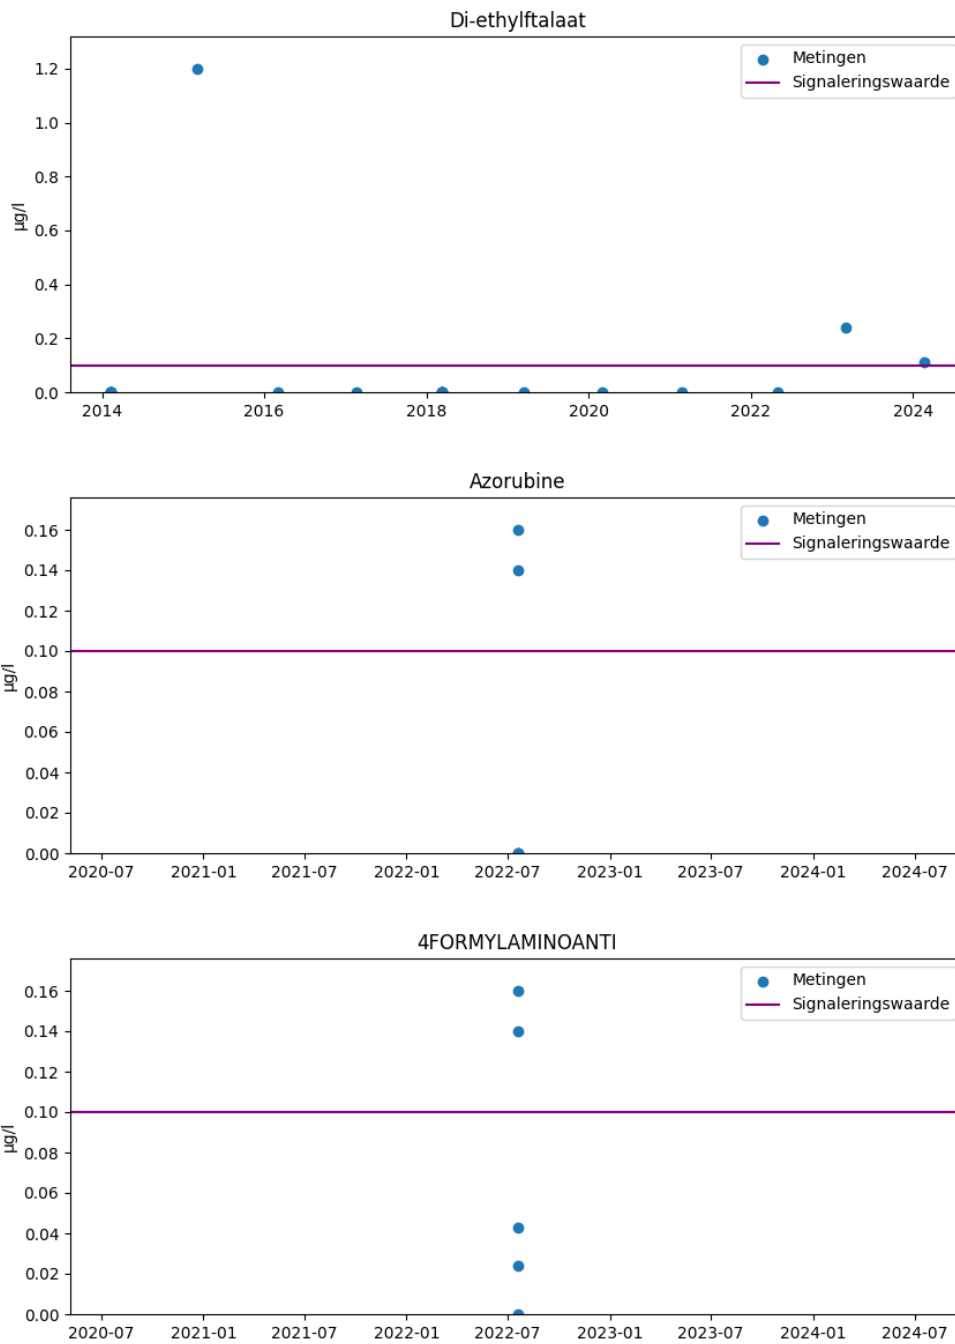 Di-ethylftalaat
Metingen
Signaleringswaarde
µg/l
1.2
1.0
0.8
0.6
0.4
0.2
0.0
2014 2016 2018 2020 2022 2024
Azorubine
Metingen
Signaleringswaarde
µg/l
0.16
0.14
0.12
0.10
0.08
0.06
0.04
0.02
0.00
2020-07 2021-01 2021-07 2022-01 2022-07 2023-01 2023-07 2024-01 2024-07
4FORMYLAMINOANTI
Metingen
Signaleringswaarde
µg/l
0.16
0.14
0.12
0.10
0.08
0.06
0.04
0.02
0.00
2020-07 2021-01 2021-07 2022-01 2022-07 2023-01 2023-07 2024-01 2024-07